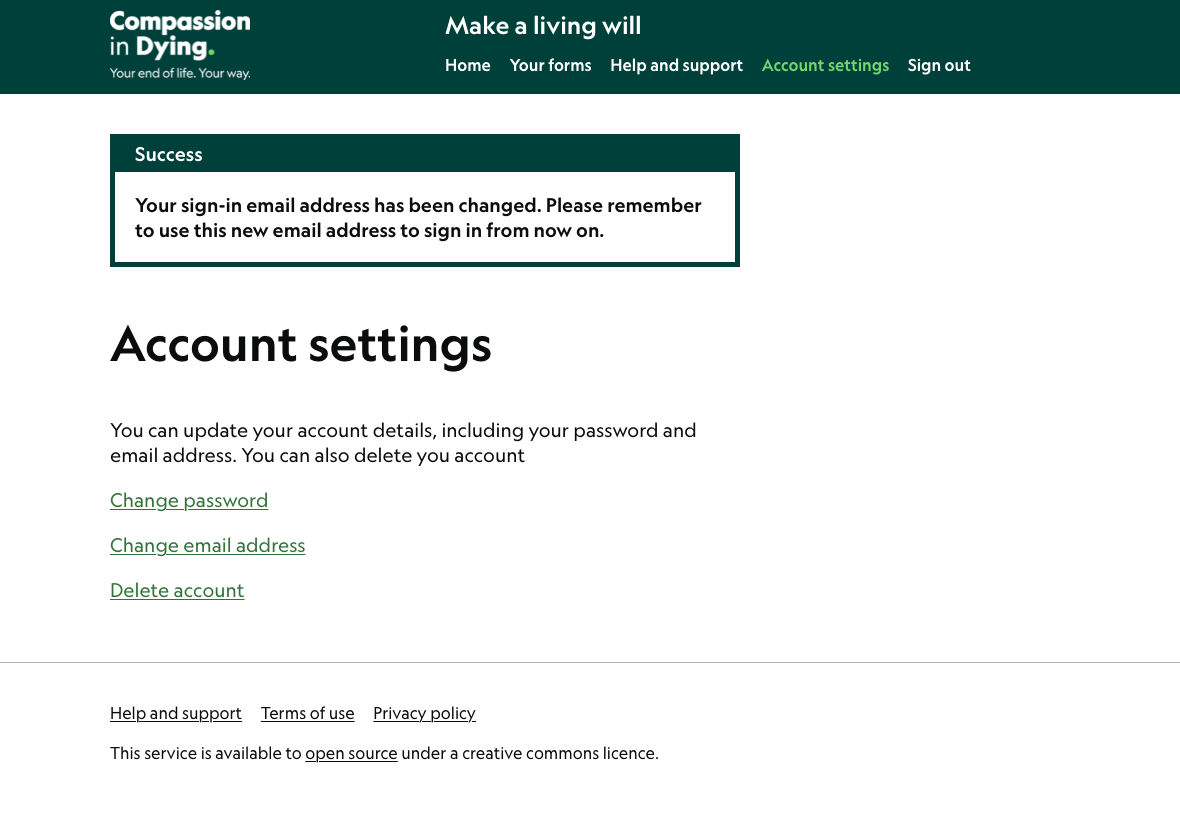 Compassion
in Dying.
Your end of life. Your way.
Make a living will
Home Your forms Help and support Account settings Sign out
Success
Your sign-in email address has been changed. Please remember
to use this new email address to sign in from now on.
Account settings
You can update your account details, including your password and
email address. You can also delete you account
Change password
Change email address
Delete account
Help and support Terms of use Privacy policy
This service is available to open source under a creative commons licence.